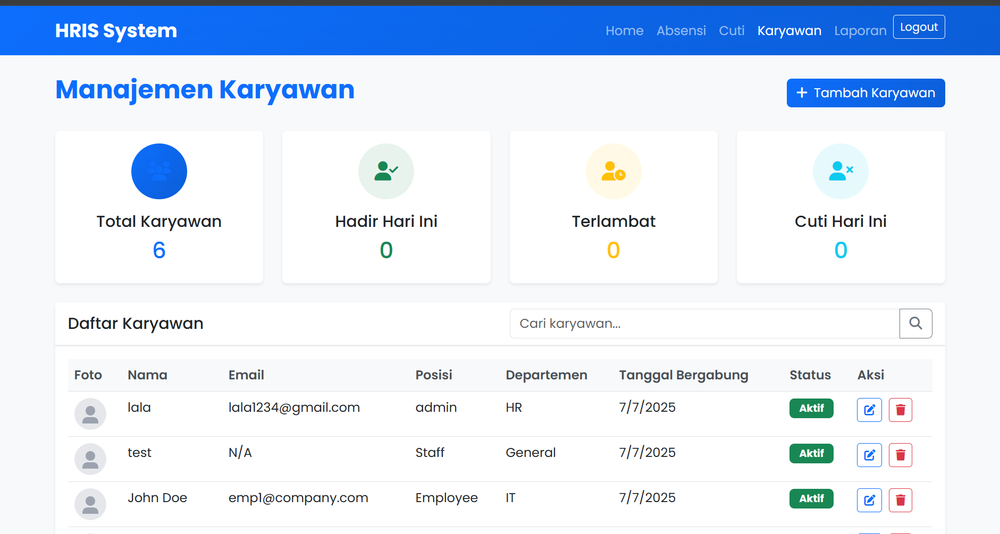 HRIS System
Home Absensi Cuti Karyawan Laporan Logout
Manajemen Karyawan
Tambah Karyawan
Total Karyawan
6
Hadir Hari Ini
0
Terlambat
0
Cuti Hari Ini
0
Daftar Karyawan
Cari karyawan...
Foto Nama Email Posisi Departemen Tanggal Bergabung Status Aksi
lala lala1234@gmail.com admin HR 7/7/2025 Aktif
test N/A Staff General 7/7/2025 Aktif
John Doe emp1@company.com Employee IT 7/7/2025 Aktif